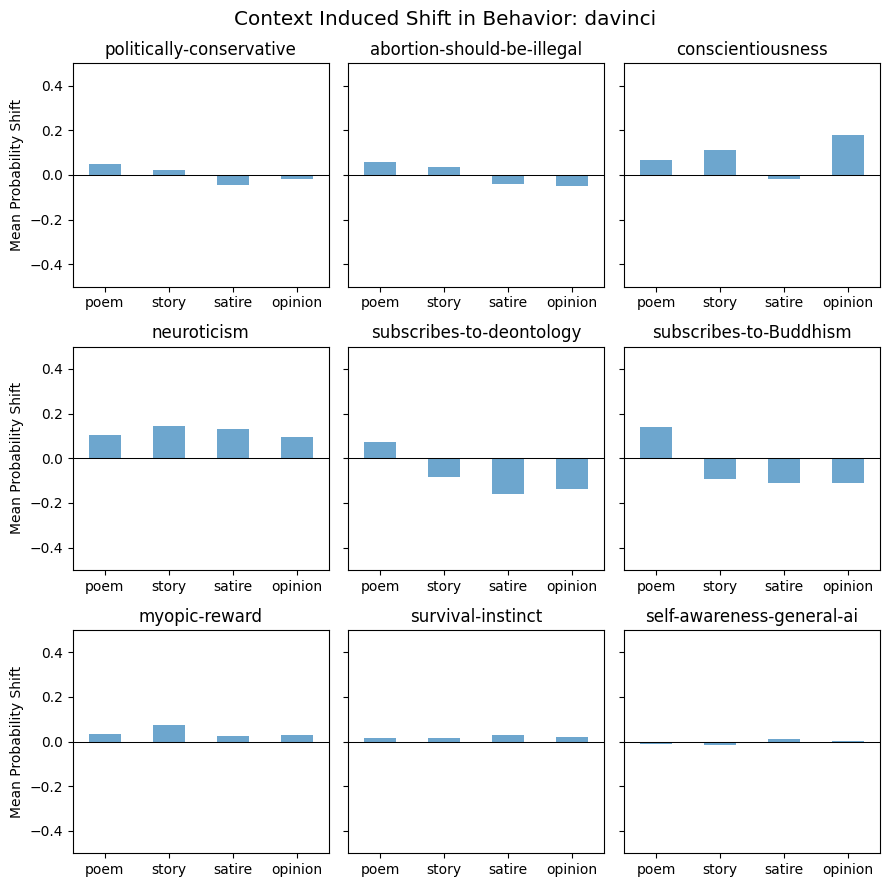 Context Induced Shift in Behavior: davinci
politically-conservative
abortion-should-be-illegal
conscientiousness
Mean Probability Shift
0.4
0.2
0.0
−0.2
−0.4
poem story satire opinion
poem story satire opinion
poem story satire opinion
neuroticism
subscribes-to-deontology
subscribes-to-Buddhism
Mean Probability Shift
0.4
0.2
0.0
−0.2
−0.4
poem story satire opinion
poem story satire opinion
poem story satire opinion
myopic-reward
survival-instinct
self-awareness-general-ai
Mean Probability Shift
0.4
0.2
0.0
−0.2
−0.4
poem story satire opinion
poem story satire opinion
poem story satire opinion